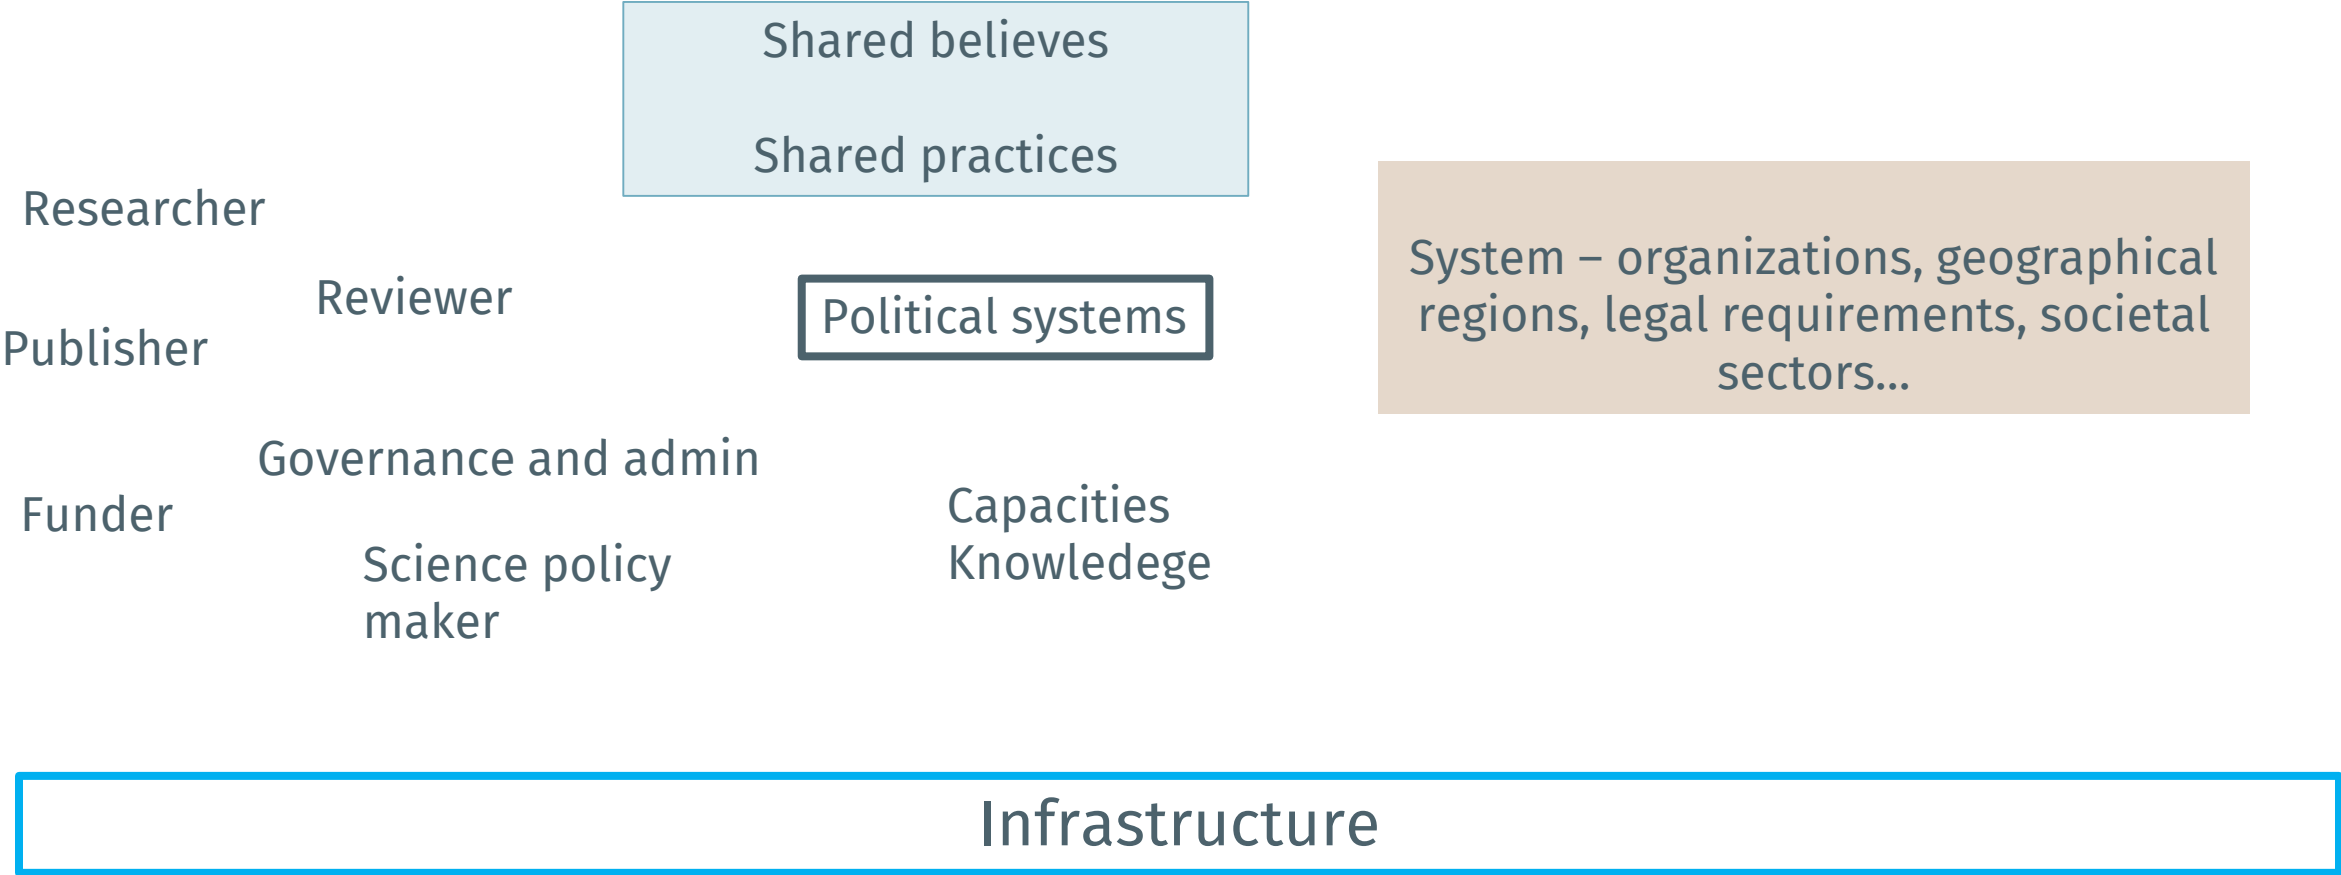 Shared believes
Shared practices
Researcher
Reviewer
Publisher
Political systems
System – organizations, geographical
regions, legal requirements, societal
sectors...
Governance and admin
Funder
Science policy
maker
Capacities
Knowledege
Infrastructure